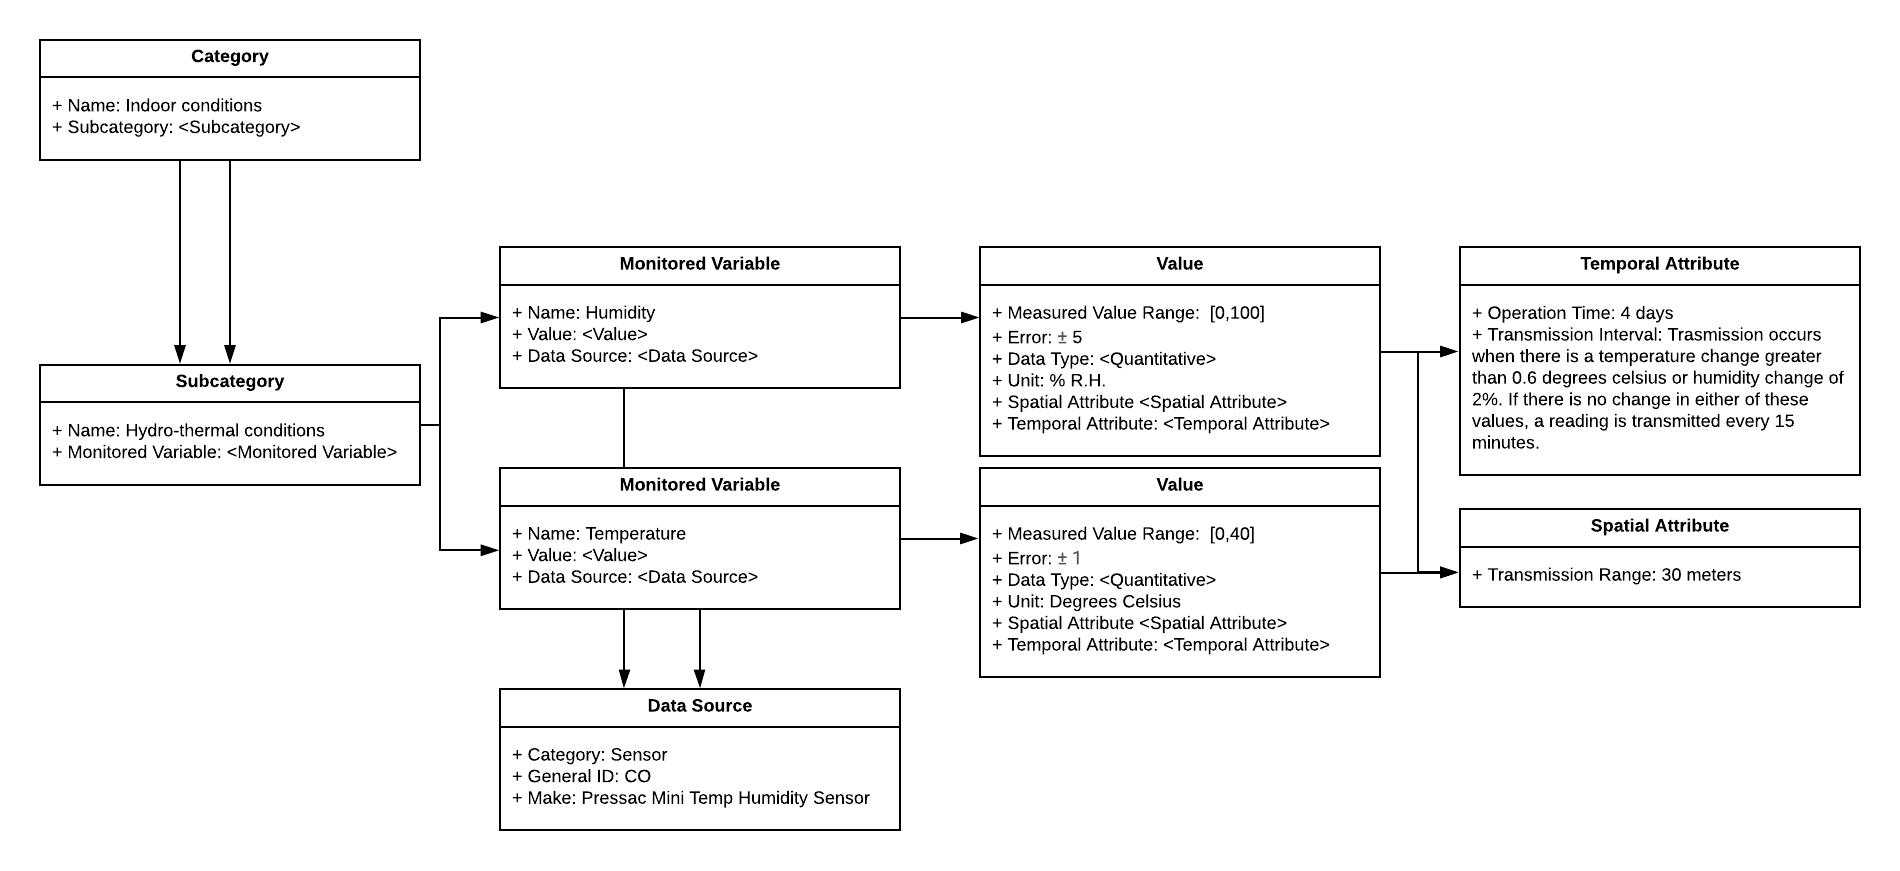 Category
+ Name: Indoor conditions
+ Subcategory: <Subcategory>
Subcategory
+ Name: Hydro-thermal conditions
+ Monitored Variable: <Monitored Variable>
Monitored Variable
+ Name: Humidity
+ Value: <Value>
+ Data Source: <Data Source>
Monitored Variable
+ Name: Temperature
+ Value: <Value>
+ Data Source: <Data Source>
Data Source
+ Category: Sensor
+ General ID: CO
+ Make: Pressac Mini Temp Humidity Sensor
Value
+ Measured Value Range:  [0,100]
+ Error: ± 5
+ Data Type: <Quantitative>
+ Unit: % R.H.
+ Spatial Attribute <Spatial Attribute>
+ Temporal Attribute: <Temporal Attribute>
Value
+ Measured Value Range:  [0,40]
+ Error: ± 1
+ Data Type: <Quantitative>
+ Unit: Degrees Celsius
+ Spatial Attribute <Spatial Attribute>
+ Temporal Attribute: <Temporal Attribute>
Temporal Attribute
+ Operation Time: 4 days
+ Transmission Interval: Trasmission occurs
when there is a temperature change greater
than 0.6 degrees celsius or humidity change of
2%. If there is no change in either of these
values, a reading is transmitted every 15
minutes.
Spatial Attribute
+ Transmission Range: 30 meters